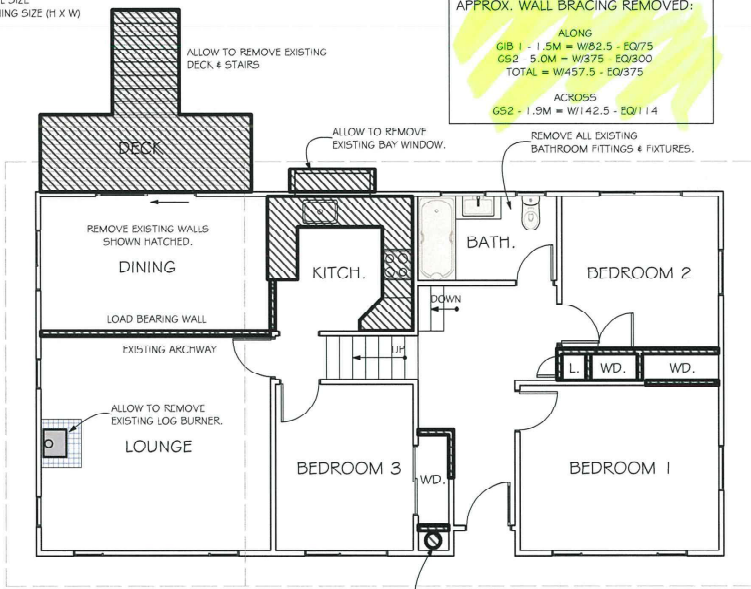 NING SIZE (H X W)
APPROX. WALL BRACING REMOVED:
ALONG
GIB 1 - 1.5M = W/82.5 - EQ/75
GS2 - 5.0M = W/375 - EQ/300
TOTAL = W/457.5 - EQ/375
ACROSS
GS2 - 1.9M = W/142.5 - EQ/114
ALLOW TO REMOVE EXISTING
DECK & STAIRS
DECK
ALLOW TO REMOVE
EXISTING BAY WINDOW.
REMOVE ALL EXISTING
BATHROOM FITTINGS & FIXTURES.
REMOVE EXISTING WALLS
SHOWN HATCHED.
DINING
KITCH.
BATH.
BEDROOM 2
LOAD BEARING WALL
DOWN
EXISTING ARCHWAY
UP
L.
WD.
WD.
ALLOW TO REMOVE
EXISTING LOG BURNER.
LOUNGE
BEDROOM 3
WD.
BEDROOM 1